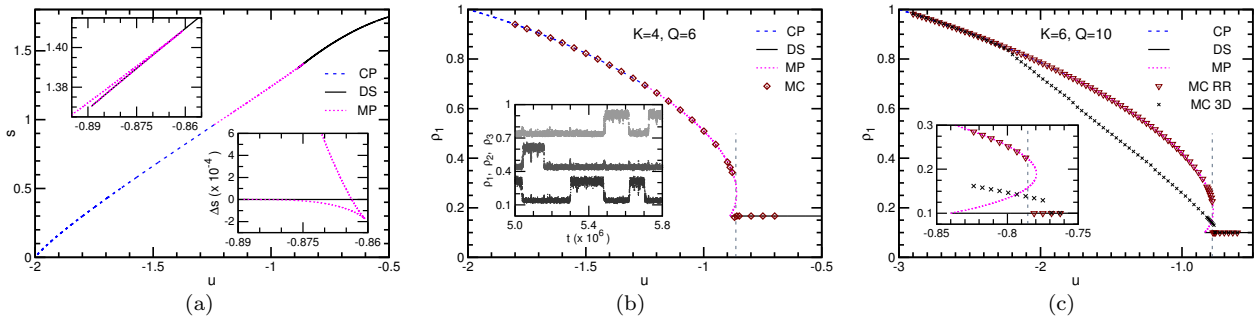 s
1.5
1
0.5
0
-2
-1.5
-1
-0.5
u
1.40
1.38
-0.89
-0.875
-0.86
CP
DS
MP
Δs (x 10⁻⁴)
6
4
2
0
-2
-0.89
-0.875
-0.86
(a)
ρ₁
1
0.8
0.6
0.4
0.2
0
-2
-1.5
-1
-0.5
u
K=4, Q=6
CP
DS
MP
MC
ρ₁, ρ₂, ρ₃
1
0.7
0.4
0.1
5.0
5.4
5.8
t (x 10⁶)
(b)
ρ₁
1
0.8
0.6
0.4
0.2
0
-3
-2
-1.0
u
K=6, Q=10
CP
DS
MP
MC RR
MC 3D
0.3
0.2
0.1
-0.85
-0.8
-0.75
(c)